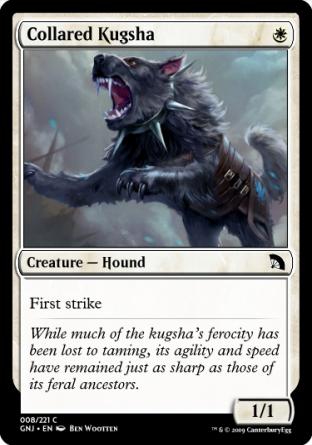 Collared Kugsha
Creature — Hound
First strike
While much of the kugsha's ferocity has
been lost to taming, its agility and speed
have remained just as sharp as those of
its feral ancestors.
1/1
008/221 C
GNJ • EN Ben Wootten
™ & © 2019 CanterburyEgg